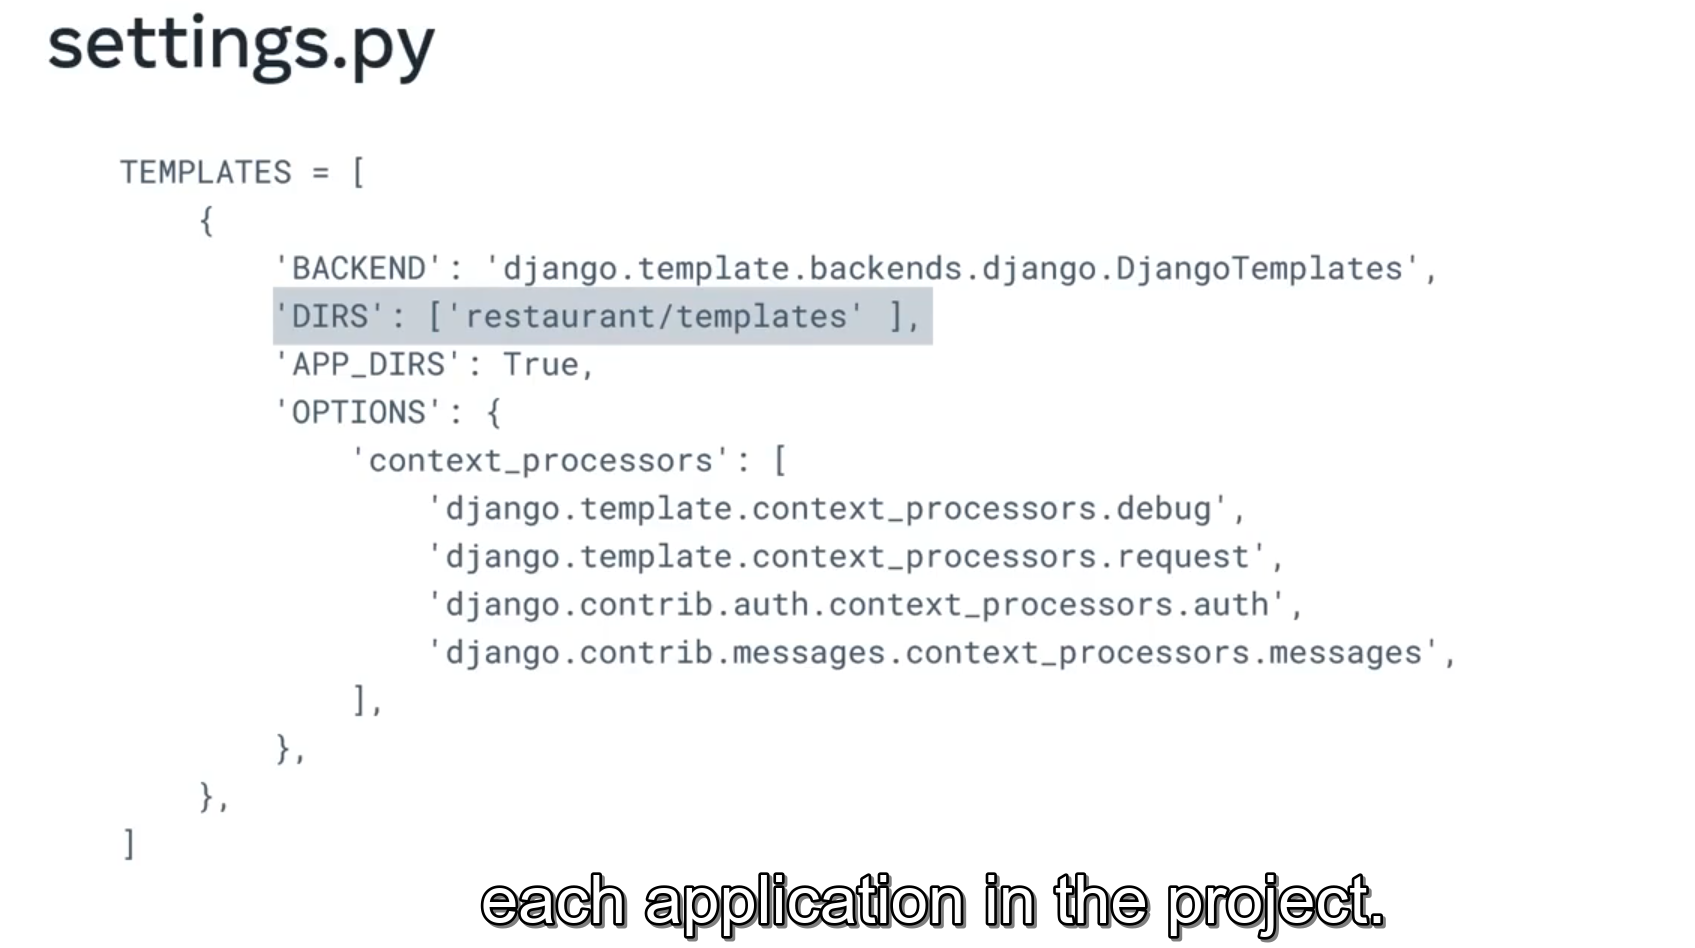 settings.py
TEMPLATES = [
    {
        'BACKEND': 'django.template.backends.django.DjangoTemplates',
        'DIRS': ['restaurant/templates' ],
        'APP_DIRS': True,
        'OPTIONS': {
            'context_processors': [
                'django.template.context_processors.debug',
                'django.template.context_processors.request',
                'django.contrib.auth.context_processors.auth',
                'django.contrib.messages.context_processors.messages',
            ],
        },
    },
]
each application in the project.